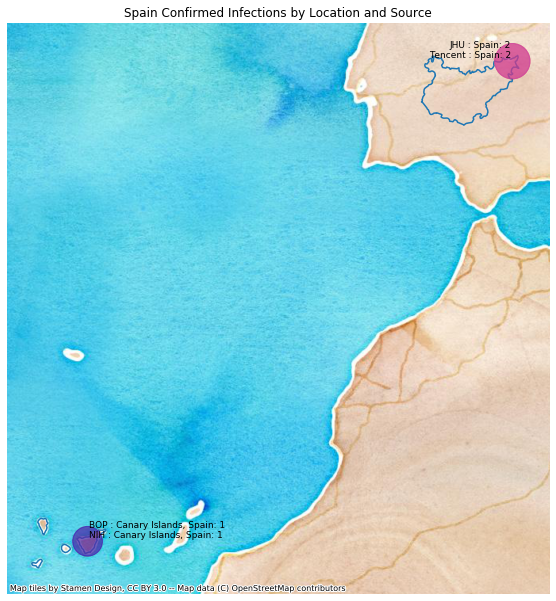 Spain Confirmed Infections by Location and Source
JHU : Spain: 2
Tencent : Spain: 2
BOP : Canary Islands, Spain: 1
NIH : Canary Islands, Spain: 1
Map tiles by Stamen Design, CC BY 3.0 -- Map data (C) OpenStreetMap contributors